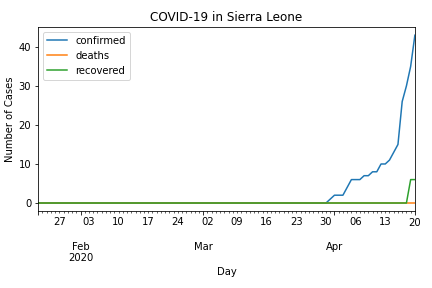 COVID-19 in Sierra Leone
confirmed
deaths
recovered
Number of Cases
40
30
20
10
0
27 03 10 17 24 02 09 16 23 30 06 13 20
Feb Mar Apr
2020
Day